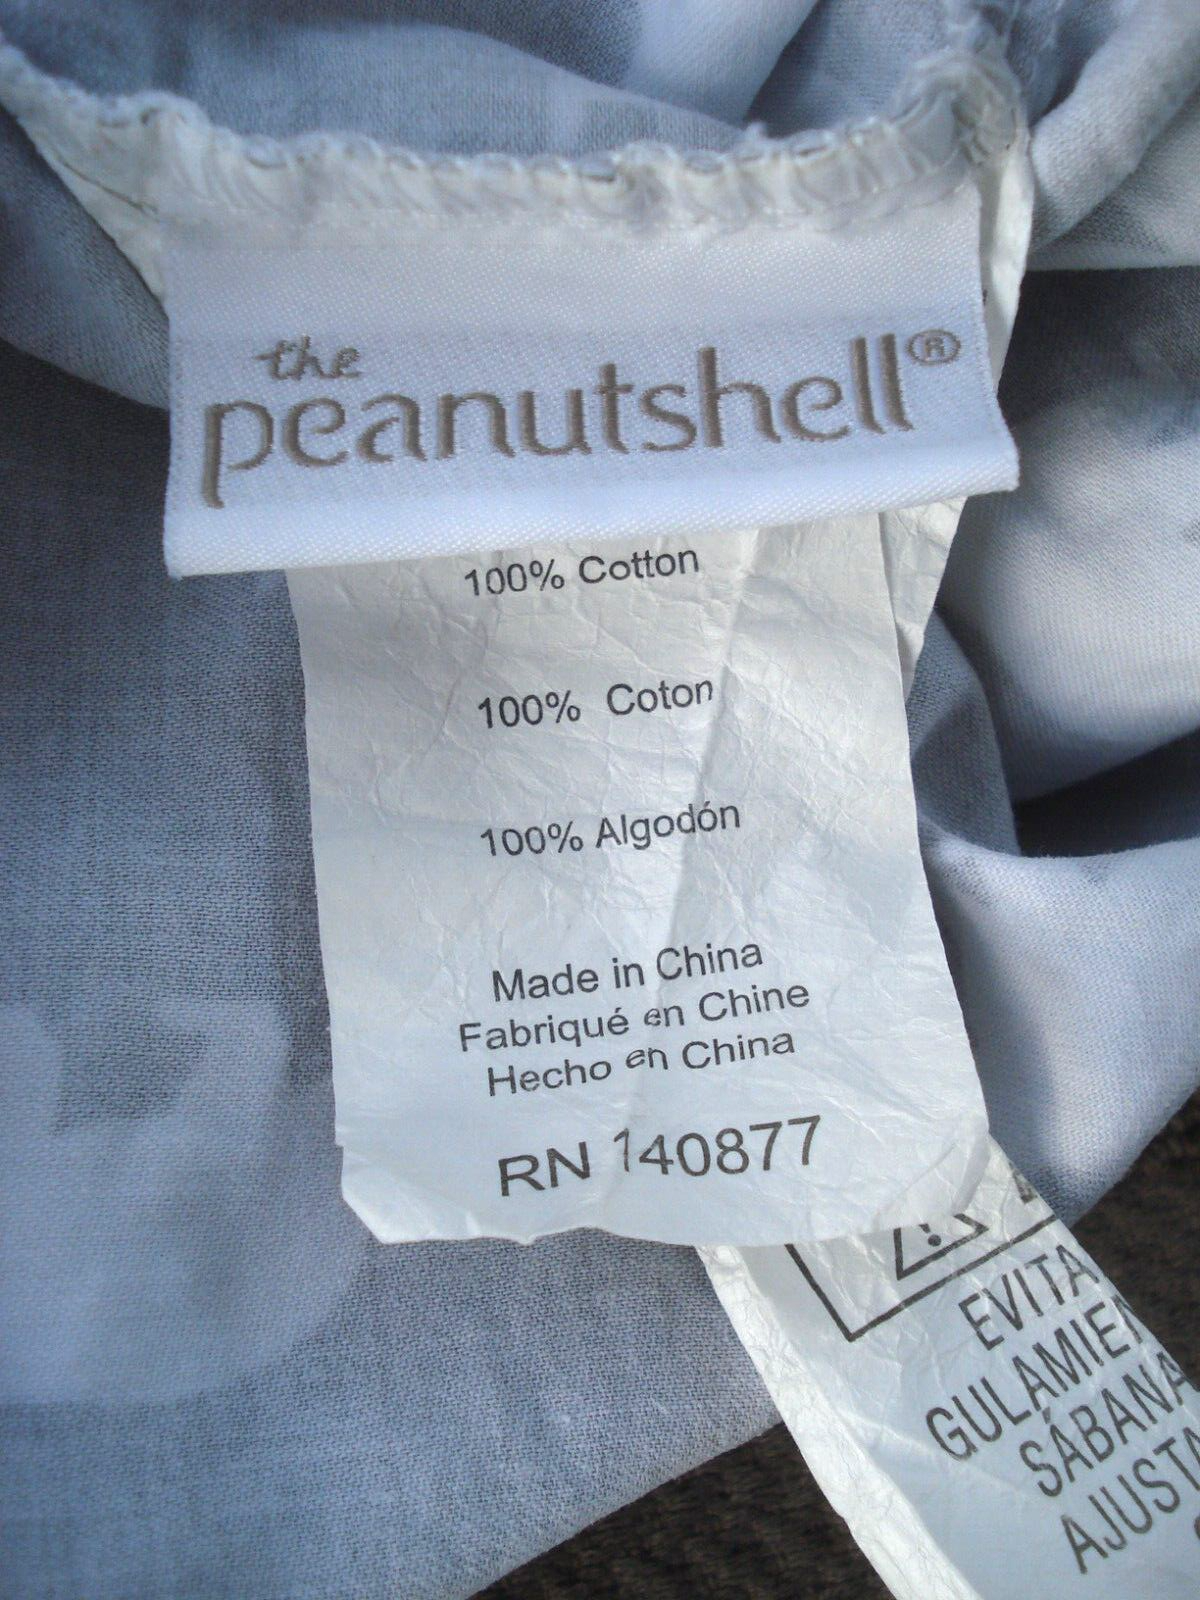 the
peanutshell®
100% Cotton
100% Coton
100% Algodón
Made in China
Fabriqué en Chine
Hecho en China
RN 140877
EVITA
GULAMIEN
SÁBANA
AJUSTA